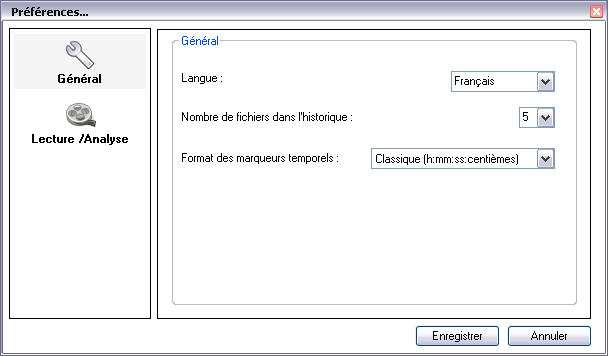 Préférences...
Général
Lecture /Analyse
Général
Langue :
Français
Nombre de fichiers dans l'historique :
5
Format des marqueurs temporels :
Classique (h:mm:ss:centièmes)
Enregistrer
Annuler